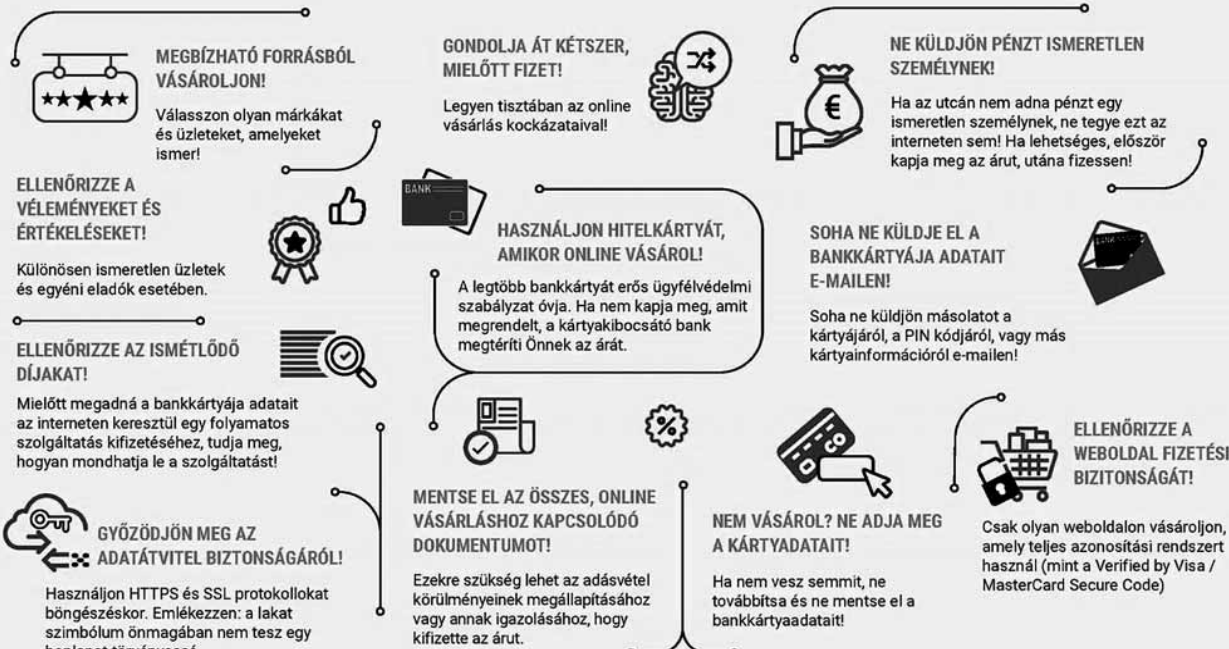 MEGBÍZHATÓ FORRÁSBÓL
VÁSÁROLJON!
Válasszon olyan márkákat
és üzleteket, amelyeket
ismer!
GONDOLJA ÁT KÉTSZER,
MIELŐTT FIZET!
Legyen tisztában az online
vásárlás kockázataival!
NE KÜLDJÖN PÉNZT ISMERETLEN
SZEMÉLYNEK!
Ha az utcán nem adna pénzt egy
ismeretlen személynek, ne tegye ezt az
interneten sem! Ha lehetséges, először
kapja meg az árut, utána fizessen!
ELLENŐRIZZE A
VÉLEMÉNYEKET ÉS
ÉRTÉKELÉSEKET!
Különösen ismeretlen üzletek
és egyéni eladók esetében.
BANK
HASZNÁLJON HITELKÁRTYÁT,
AMIKOR ONLINE VÁSÁROL!
A legtöbb bankkártyát erős ügyfélvédelmi
szabályzat óvja. Ha nem kapja meg, amit
megrendelt, a kártyakibocsátó bank
megtéríti Önnek az árát.
SOHA NE KÜLDJE EL A
BANKKÁRTYÁJA ADATAIT
E-MAILEN!
Soha ne küldjön másolatot a
kártyájáról, a PIN kódjáról, vagy más
kártyainformációról e-mailen!
BANK
ELLENŐRIZZE AZ ISMÉTLŐDŐ
DÍJAKAT!
Mielőtt megadná a bankkártyája adatait
az interneten keresztül egy folyamatos
szolgáltatás kifizetéséhez, tudja meg,
hogyan mondhatja le a szolgáltatást!
GYŐZÖDJÖN MEG AZ
ADATÁTVITEL BIZTONSÁGÁRÓL!
Használjon HTTPS és SSL protokollokat
böngészéskor. Emlékezzen: a lakat
szimbólum önmagában nem tesz egy
MENTSE EL AZ ÖSSZES, ONLINE
VÁSÁRLÁSHOZ KAPCSOLÓDÓ
DOKUMENTUMOT!
Ezekre szükség lehet az adásvétel
körülményeinek megállapításához
vagy annak igazolásához, hogy
kifizette az árut.
NEM VÁSÁROL? NE ADJA MEG
A KÁRTYADATAIT!
Ha nem vesz semmit, ne
továbbítsa és ne mentse el a
bankkártyaadatait!
ELLENŐRIZZE A
WEBOLDAL FIZETÉSI
BIZITONSÁGÁT!
Csak olyan weboldalon vásároljon,
amely teljes azonosítási rendszert
használ (mint a Verified by Visa /
MasterCard Secure Code)